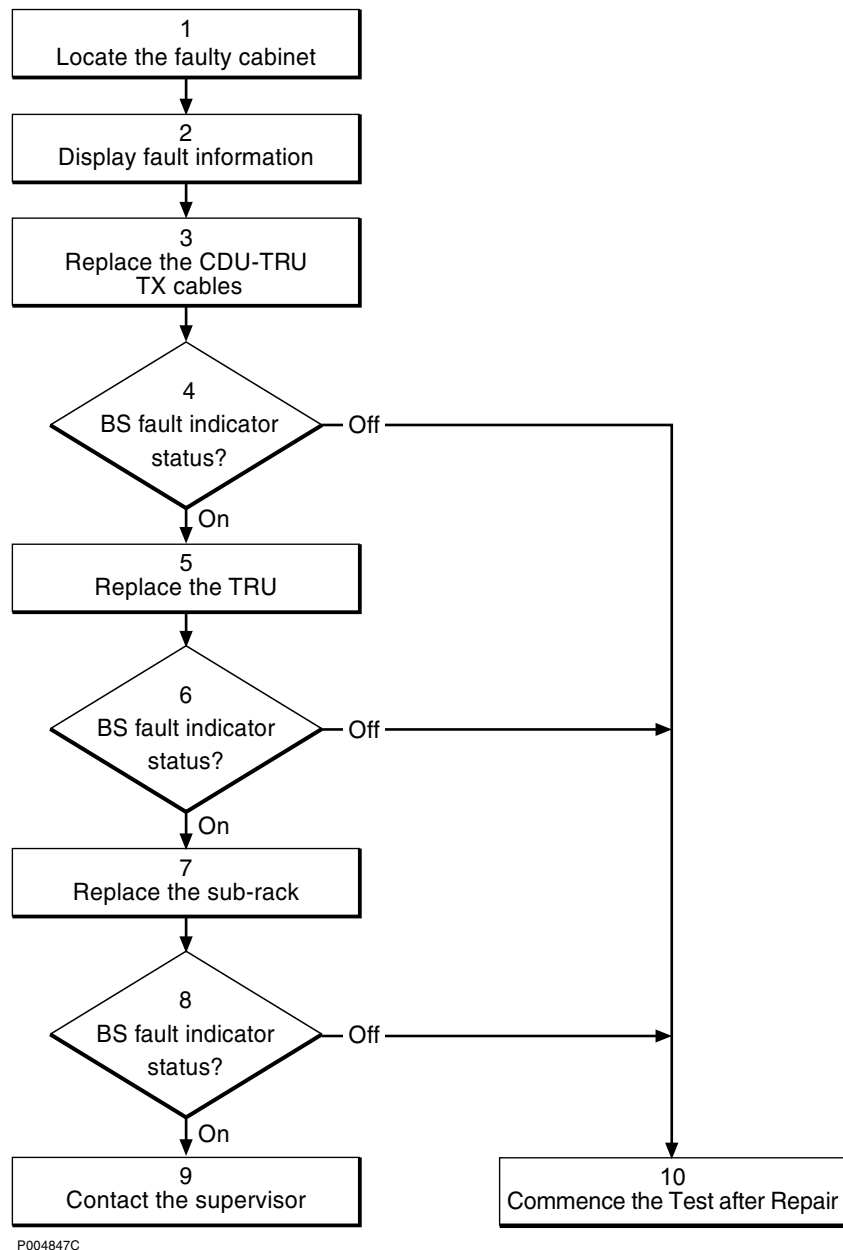 1
Locate the faulty cabinet
2
Display fault information
3
Replace the CDU-TRU
TX cables
4
BS fault indicator
status?
Off
On
5
Replace the TRU
6
BS fault indicator
status?
Off
On
7
Replace the sub-rack
8
BS fault indicator
status?
Off
On
9
Contact the supervisor
10
Commence the Test after Repair
P004847C